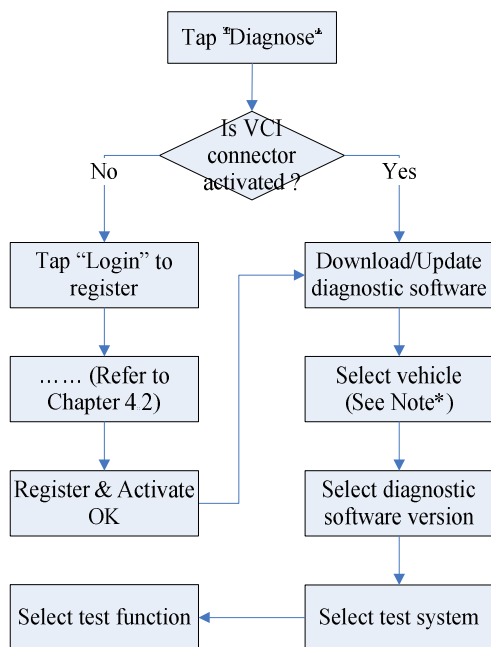 Tap "Diagnose"
Is VCI
connector
activated ?
No
Yes
Tap “Login” to
register
Download/Update
diagnostic software
…… (Refer to
Chapter 4.2)
Select vehicle
(See Note*)
Register & Activate
OK
Select diagnostic
software version
Select test function
Select test system